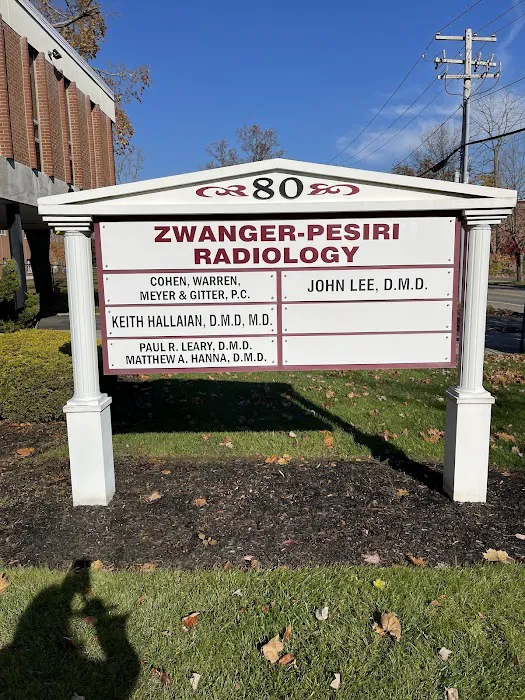 80
ZWANGER-PESIRI
RADIOLOGY
COHEN, WARREN,
MEYER & GITTER, P.C.
JOHN LEE, D.M.D.
KEITH HALLAIAN, D.M.D, M.D.
PAUL R. LEARY, D.M.D.
MATTHEW A. HANNA, D.M.D.